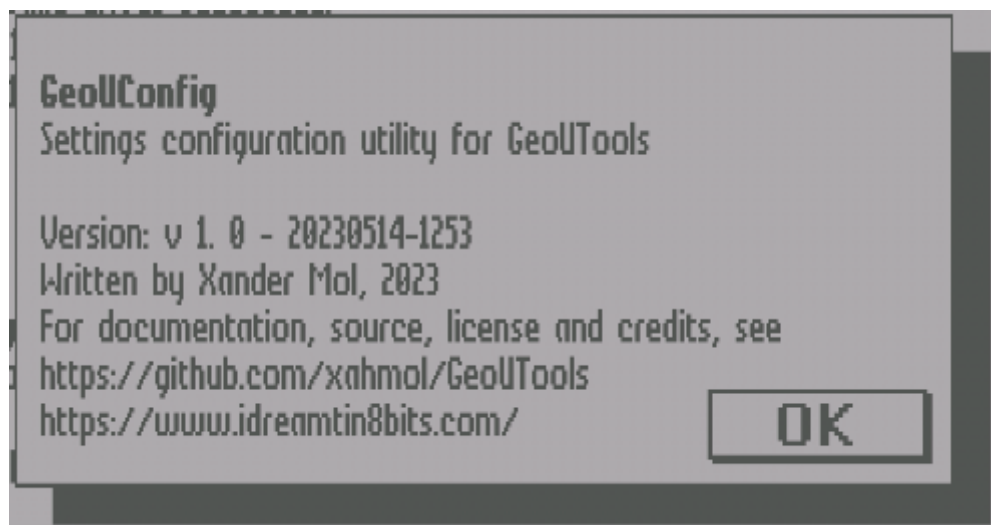 GeoUConfig
Settings configuration utility for GeoUTools
Version: v 1. 0 - 20230514-1253
Written by Xander Mol, 2023
For documentation, source, license and credits, see
https://github.com/xahmol/GeoUTools
https://www.idreamtin8bits.com/
OK